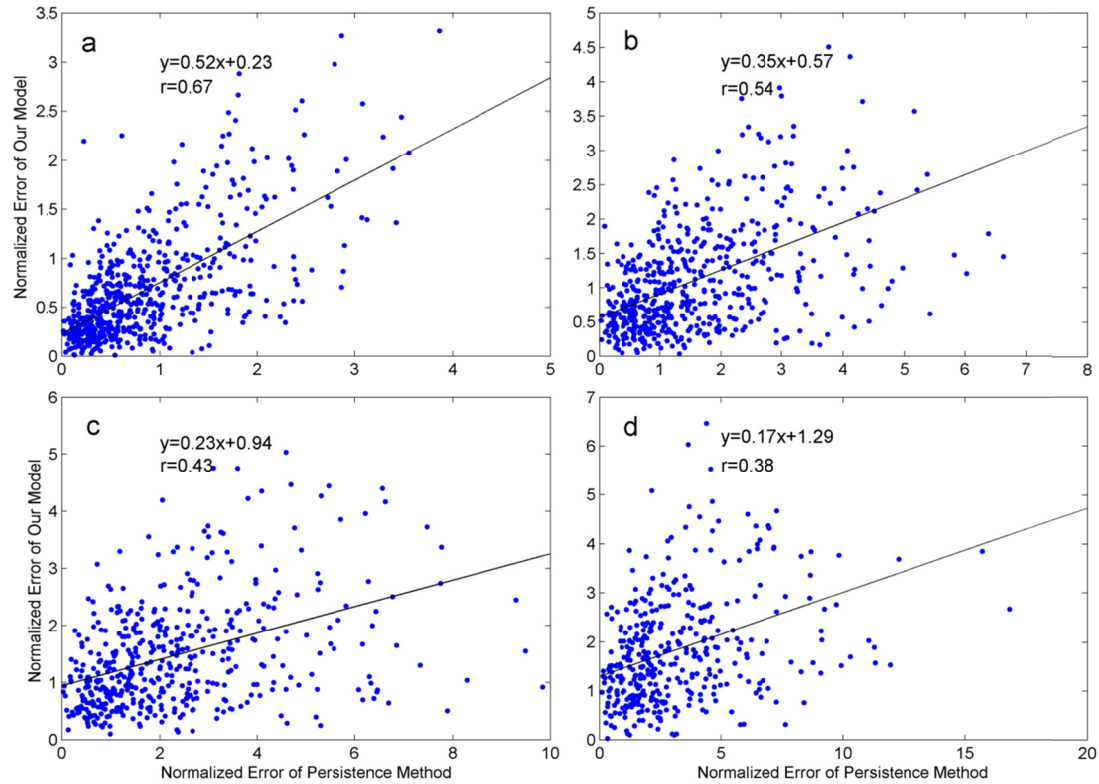 3.5
3
2.5
2
1.5
1
0.5
0
Normalized Error of Our Model
a
y=0.52x+0.23
r=0.67
0 1 2 3 4 5
5
4.5
4
3.5
3
2.5
2
1.5
1
0.5
0
b
y=0.35x+0.57
r=0.54
0 1 2 3 4 5 6 7 8
6
5
4
3
2
1
0
Normalized Error of Our Model
c
y=0.23x+0.94
r=0.43
0 2 4 6 8 10
Normalized Error of Persistence Method
7
6
5
4
3
2
1
0
d
y=0.17x+1.29
r=0.38
0 5 10 15 20
Normalized Error of Persistence Method